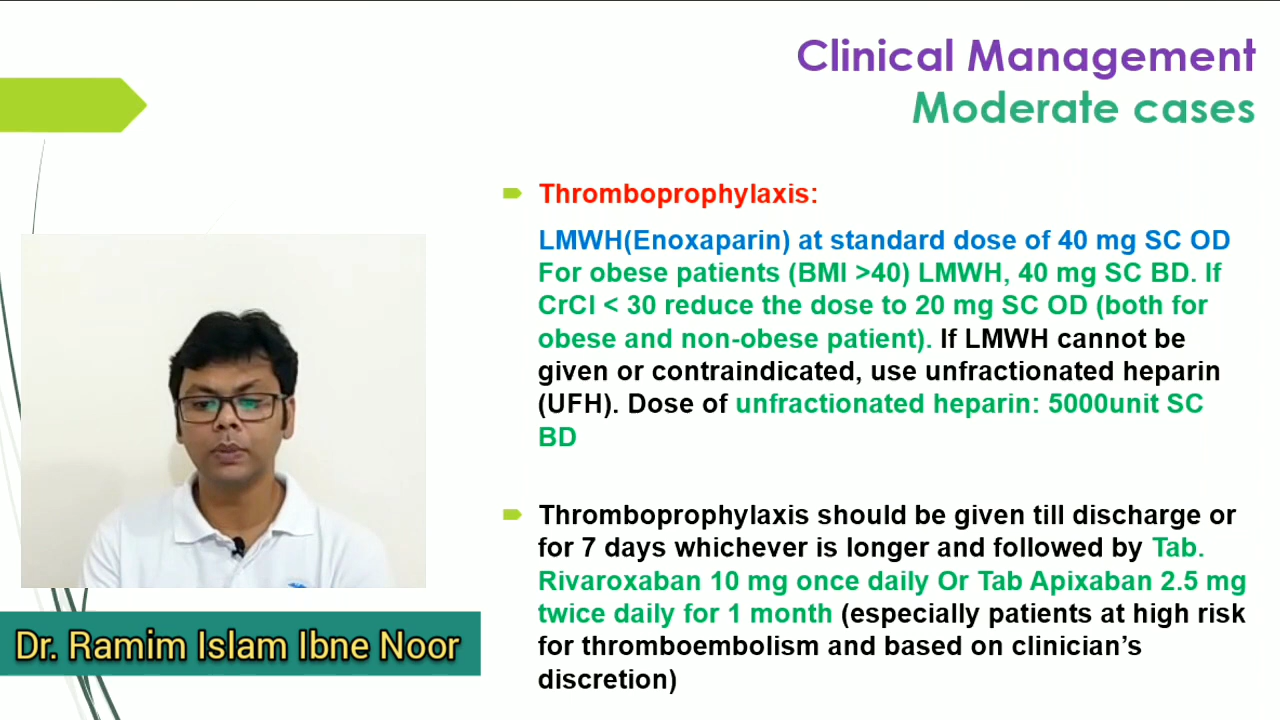 Clinical Management
Moderate cases
Thromboprophylaxis:
LMWH(Enoxaparin) at standard dose of 40 mg SC OD
For obese patients (BMI >40) LMWH, 40 mg SC BD. If
CrCl < 30 reduce the dose to 20 mg SC OD (both for
obese and non-obese patient). If LMWH cannot be
given or contraindicated, use unfractionated heparin
(UFH). Dose of unfractionated heparin: 5000unit SC
BD
Thromboprophylaxis should be given till discharge or
for 7 days whichever is longer and followed by Tab.
Rivaroxaban 10 mg once daily Or Tab Apixaban 2.5 mg
twice daily for 1 month (especially patients at high risk
for thromboembolism and based on clinician’s
discretion)
Dr. Ramim Islam Ibne Noor